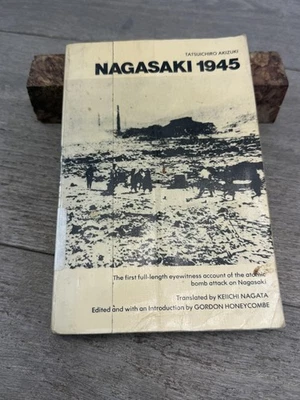 TATSUICHIRO AKIZUKI
NAGASAKI 1945
The first full-length eyewitness account of the atomic
bomb attack on Nagasaki
Translated by KEIICHI NAGATA
Edited and with an Introduction by GORDON HONEYCOMBE